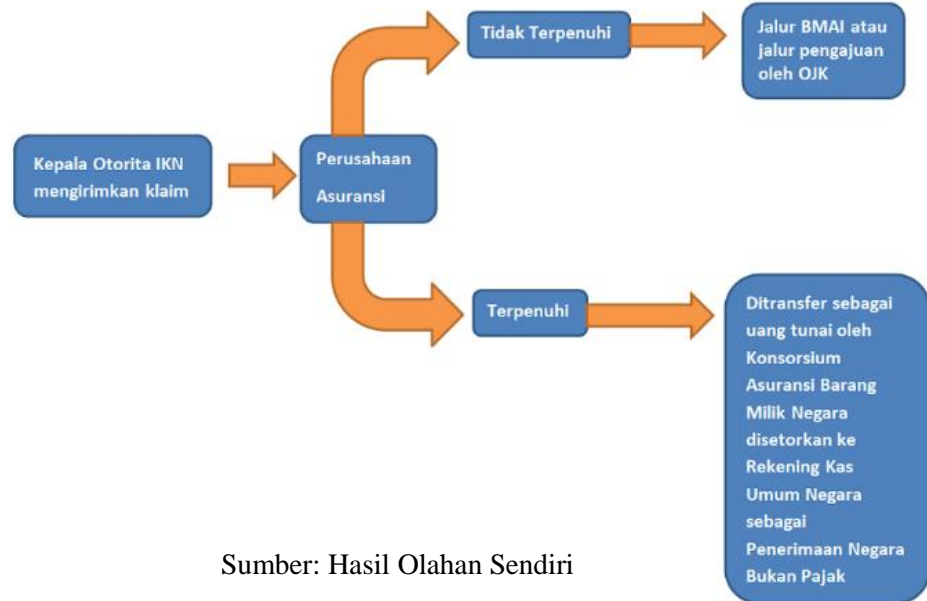 Tidak Terpenuhi
Jalur BMAI atau
jalur pengajuan
oleh OJK
Kepala Otorita IKN
mengirimkan klaim
Perusahaan
Asuransi
Terpenuhi
Ditransfer sebagai
uang tunai oleh
Konsorsium
Asuransi Barang
Milik Negara
disetorkan ke
Rekening Kas
Umum Negara
sebagai
Penerimaan Negara
Bukan Pajak
Sumber: Hasil Olahan Sendiri